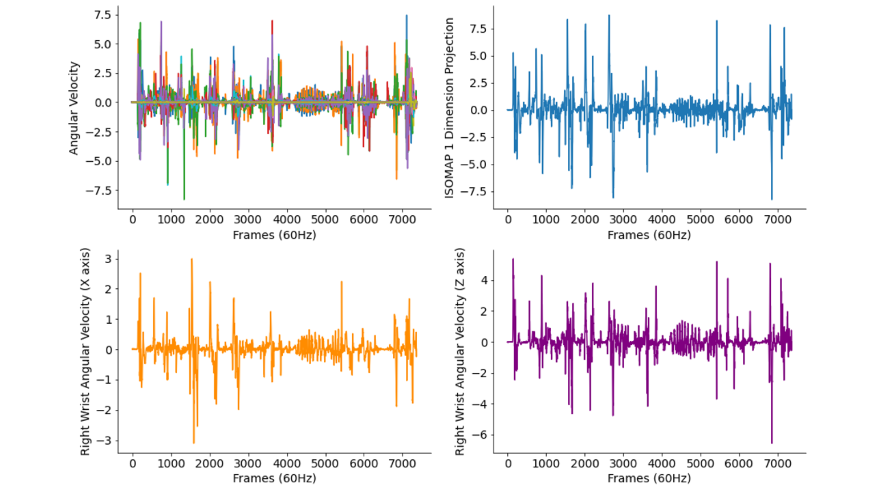 Angular Velocity
7.5
5.0
2.5
0.0
−2.5
−5.0
−7.5
0 1000 2000 3000 4000 5000 6000 7000
Frames (60Hz)
ISOMAP 1 Dimension Projection
7.5
5.0
2.5
0.0
−2.5
−5.0
−7.5
0 1000 2000 3000 4000 5000 6000 7000
Frames (60Hz)
Right Wrist Angular Velocity (X axis)
3
2
1
0
−1
−2
−3
0 1000 2000 3000 4000 5000 6000 7000
Frames (60Hz)
Right Wrist Angular Velocity (Z axis)
4
2
0
−2
−4
−6
0 1000 2000 3000 4000 5000 6000 7000
Frames (60Hz)